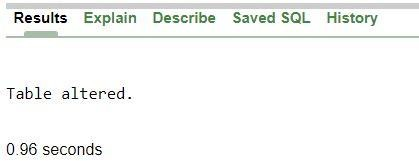 Results Explain Describe Saved SQL History
Table altered.
0.96 seconds